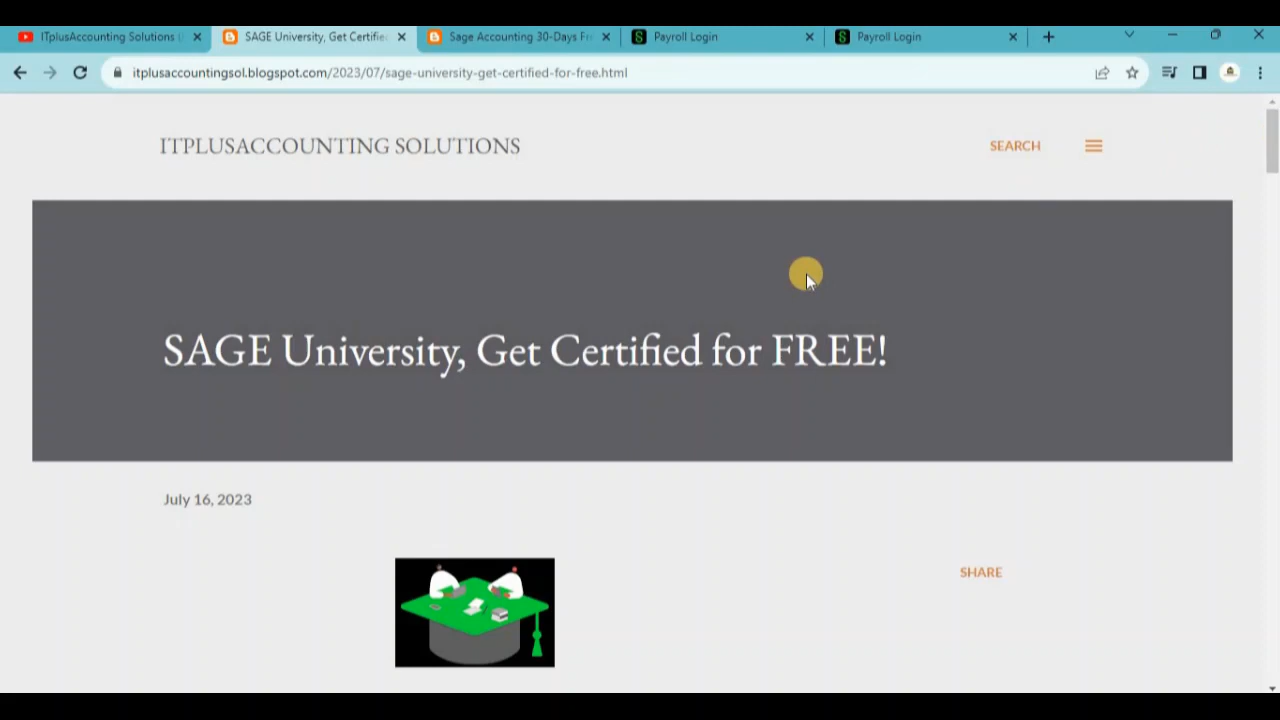 ITplusAccounting Solutions
SAGE University, Get Certifie
Sage Accounting 30-Days Fr
Payroll Login
Payroll Login
itplusaccountingsol.blogspot.com/2023/07/sage-university-get-certified-for-free.html
ITPLUSACCOUNTING SOLUTIONS
SEARCH
SAGE University, Get Certified for FREE!
July 16, 2023
SHARE